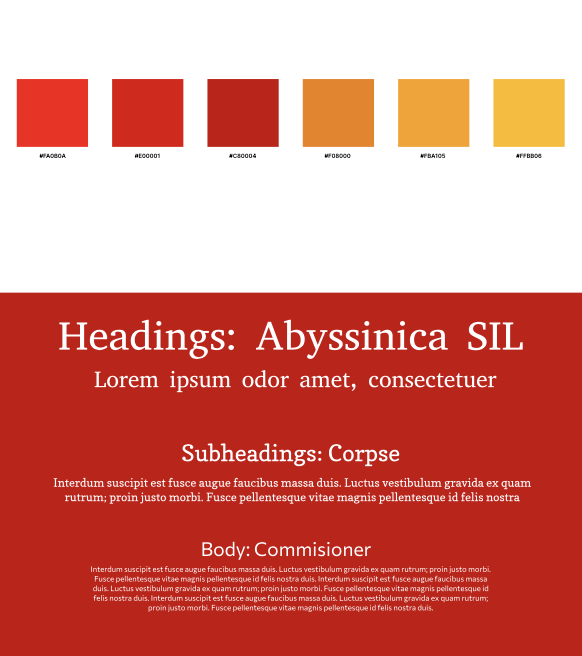 #FA0B0A #E00001 #C80004 #F08000 #FBA105 #FFBB06
Headings: Abyssinica SIL
Lorem ipsum odor amet, consectetuer
Subheadings: Corpse
Interdum suscipit est fusce augue faucibus massa duis. Luctus vestibulum gravida ex quam
rutrum; proin justo morbi. Fusce pellentesque vitae magnis pellentesque id felis nostra
Body: Commisioner
Interdum suscipit est fusce augue faucibus massa duis. Luctus vestibulum gravida ex quam rutrum; proin justo morbi.
Fusce pellentesque vitae magnis pellentesque id felis nostra duis. Interdum suscipit est fusce augue faucibus massa
duis. Luctus vestibulum gravida ex quam rutrum; proin justo morbi. Fusce pellentesque vitae magnis pellentesque id
felis nostra duis. Interdum suscipit est fusce augue faucibus massa duis. Luctus vestibulum gravida ex quam rutrum;
proin justo morbi. Fusce pellentesque vitae magnis pellentesque id felis nostra duis.